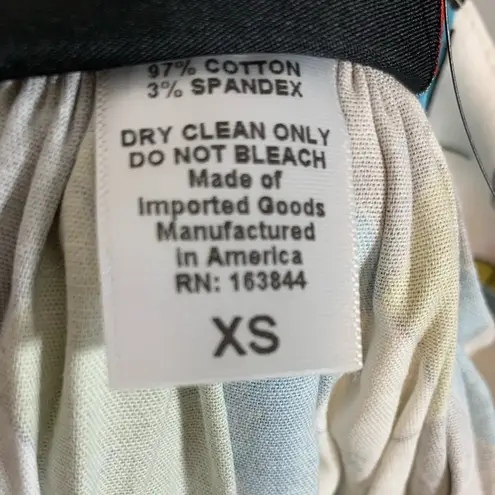 97% COTTON
3% SPANDEX
DRY CLEAN ONLY
DO NOT BLEACH
Made of
Imported Goods
Manufactured
in America
RN: 163844
XS